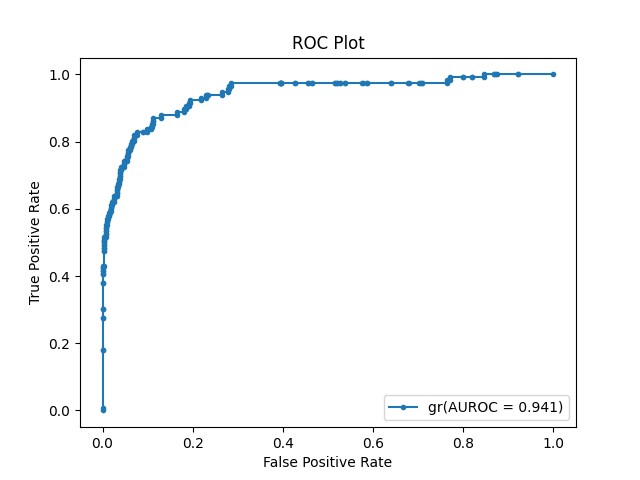 ROC Plot
True Positive Rate
1.0
0.8
0.6
0.4
0.2
0.0
gr(AUROC = 0.941)
0.0 0.2 0.4 0.6 0.8 1.0
False Positive Rate